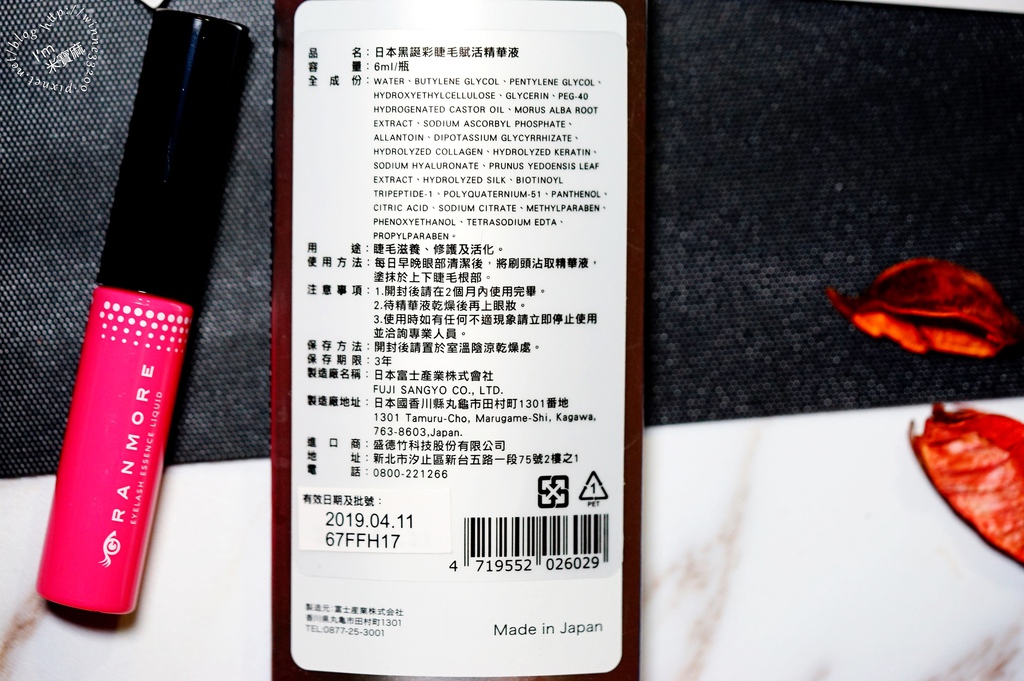 I'm
米寶麻
RANMORE
EYELASH ESSENCE LIQUID
品名:日本黑誕彩睫毛賦活精華液
容量:6ml/瓶
全成份:WATER、BUTYLENE GLYCOL、PENTYLENE GLYCOL、
HYDROXYETHYLCELLULOSE、GLYCERIN、PEG-40
HYDROGENATED CASTOR OIL、MORUS ALBA ROOT
EXTRACT、SODIUM ASCORBYL PHOSPHATE、
ALLANTOIN、DIPOTASSIUM GLYCYRRHIZATE、
HYDROLYZED COLLAGEN、HYDROLYZED KERATIN、
SODIUM HYALURONATE、PRUNUS YEDOENSIS LEAF
EXTRACT、HYDROLYZED SILK、BIOTINOYL
TRIPEPTIDE-1、POLYQUATERNIUM-51、PANTHENOL、
CITRIC ACID、SODIUM CITRATE、METHYLPARABEN、
PHENOXYETHANOL、TETRASODIUM EDTA、
PROPYLPARABEN。
用途:睫毛滋養、修護及活化。
使用方法:每日早晚眼部清潔後,將刷頭沾取精華液,
塗抹於上下睫毛根部。
注意事項:1.開封後請在2個月內使用完畢。
2.待精華液乾燥後再上眼妝。
3.使用時如有任何不適現象請立即停止使用
並洽詢專業人員。
保存方法:開封後請置於室溫陰涼乾燥處。
保存期限:3年
製造廠名稱:日本富士產業株式會社
FUJI SANGYO CO., LTD.
製造廠地址:日本國香川縣丸龜市田村町1301番地
1301 Tamuru-Cho, Marugame-Shi, Kagawa,
763-8603,Japan.
進口商:盛德竹科技股份有限公司
地址:新北市汐止區新台五路一段75號2樓之1
電話:0800-221266
有效日期及批號:
2019.04.11
67FFH17
1
PET
4 719552 026029
製造元:富士産業株式会社
香川県丸亀市田村町1301
TEL:0877-25-3001
Made in Japan